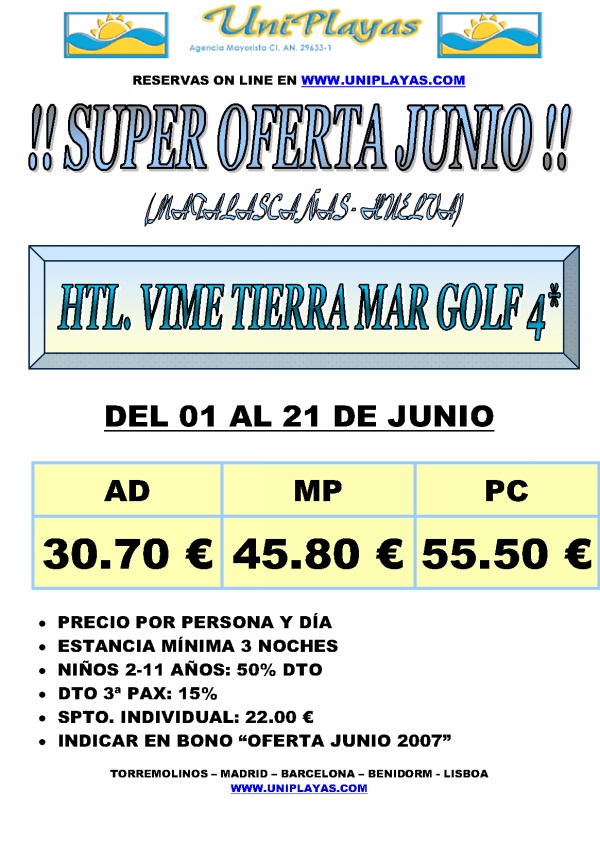 UniPlayas
Agencia Mayorista CI. AN. 29633-1
RESERVAS ON LINE EN WWW.UNIPLAYAS.COM
!! SUPER OFERTA JUNIO !!
(MATALASCAÑAS - HUELVA)
HTL. VIME TIERRA MAR GOLF 4*
DEL 01 AL 21 DE JUNIO
AD MP PC
30.70 € 45.80 € 55.50 €
• PRECIO POR PERSONA Y DÍA
• ESTANCIA MÍNIMA 3 NOCHES
• NIÑOS 2-11 AÑOS: 50% DTO
• DTO 3ª PAX: 15%
• SPTO. INDIVIDUAL: 22.00 €
• INDICAR EN BONO “OFERTA JUNIO 2007”
TORREMOLINOS – MADRID – BARCELONA – BENIDORM - LISBOA
WWW.UNIPLAYAS.COM